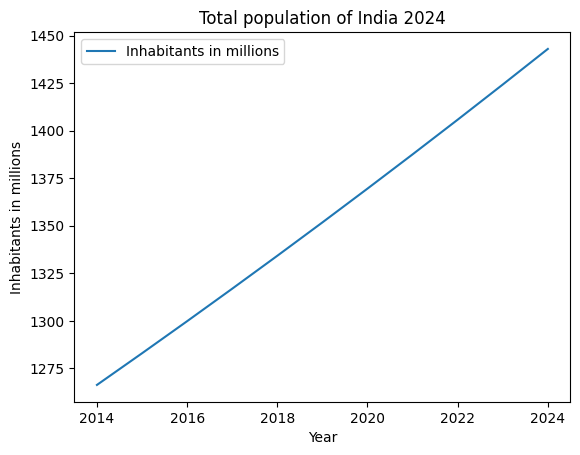 Total population of India 2024
Inhabitants in millions
1450
1425
1400
1375
1350
1325
1300
1275
Inhabitants in millions
2014 2016 2018 2020 2022 2024
Year